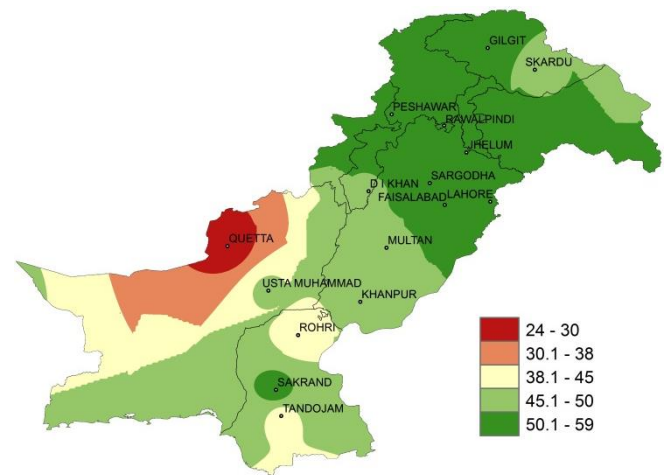 GILGIT
SKARDU
PESHAWAR
RAWALPINDI
JHELUM
D I KHAN
SARGODHA
FAISALABAD
LAHORE
QUETTA
MULTAN
USTA MUHAMMAD
KHANPUR
ROHRI
SAKRAND
TANDOJAM
24 - 30
30.1 - 38
38.1 - 45
45.1 - 50
50.1 - 59